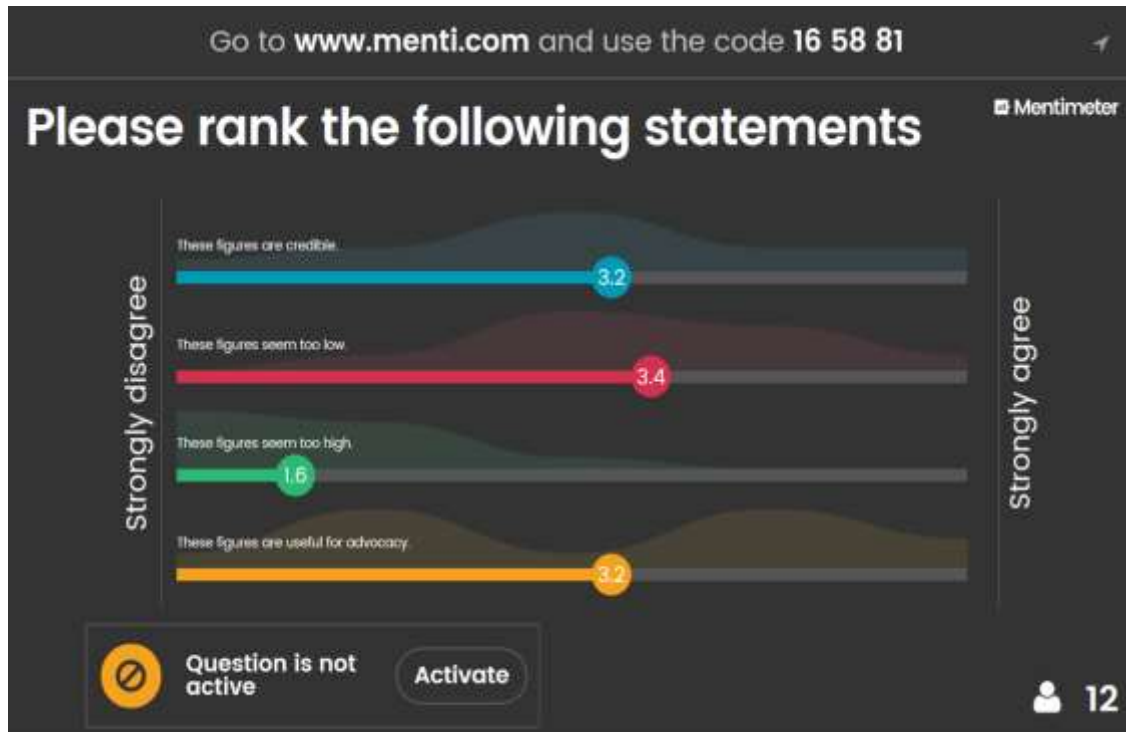 Go to www.menti.com and use the code 16 58 81
Mentimeter
Please rank the following statements
Strongly disagree
These figures are credible.
3.2
These figures seem too low.
3.4
These figures seem too high.
1.6
These figures are useful for advocacy.
3.2
Strongly agree
Question is not
active
Activate
12